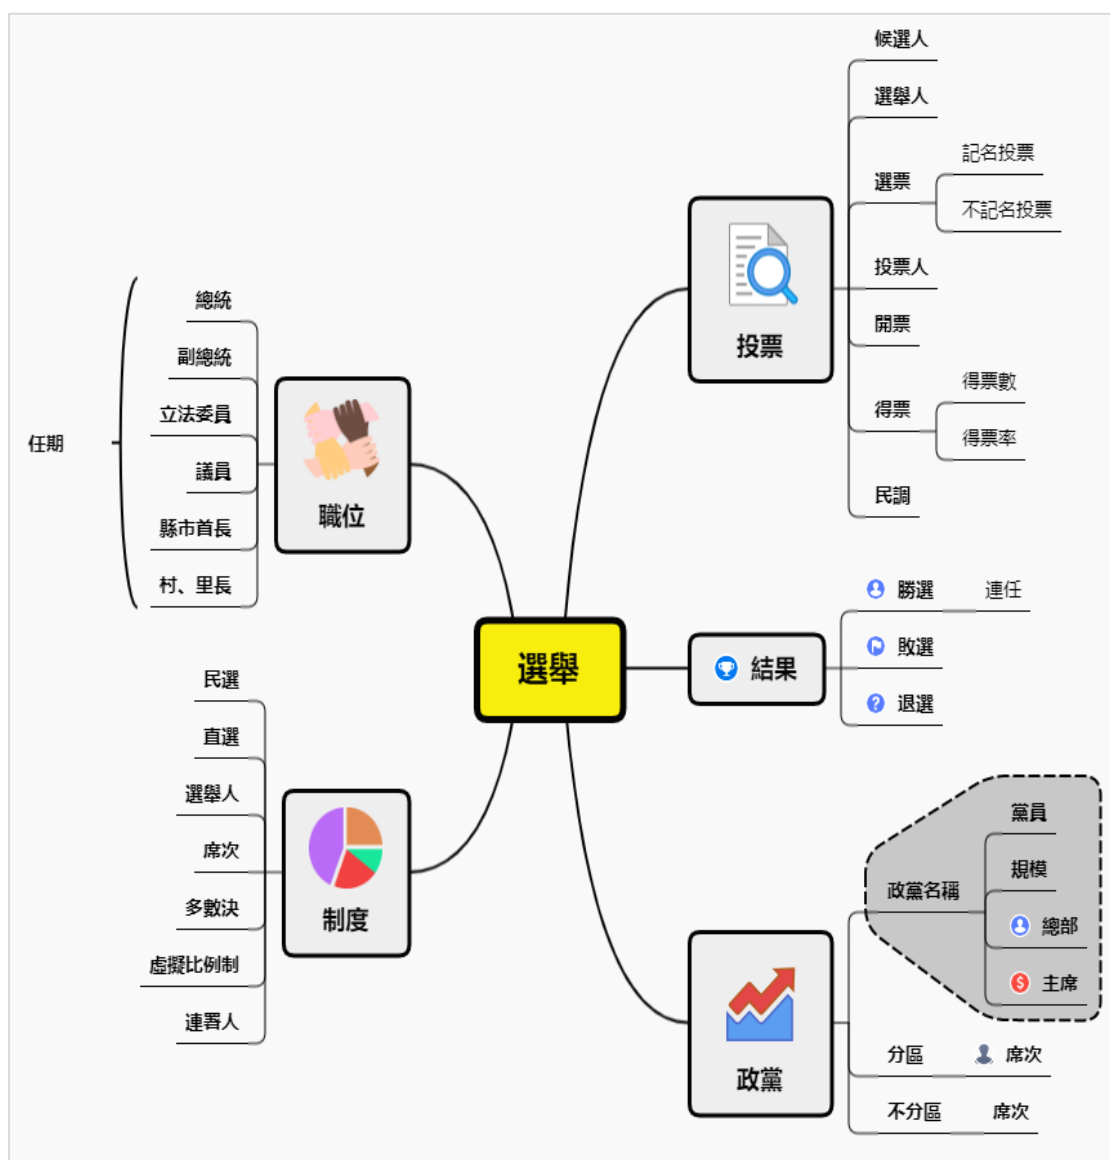 選舉
投票
候選人
選舉人
選票
記名投票
不記名投票
投票人
開票
得票
得票數
得票率
民調
結果
勝選
連任
敗選
退選
政黨
政黨名稱
黨員
規模
總部
$
主席
分區
席次
不分區
席次
職位
總統
副總統
立法委員
議員
縣市首長
村、里長
任期
制度
民選
直選
選舉人
席次
多數決
虛擬比例制
連署人